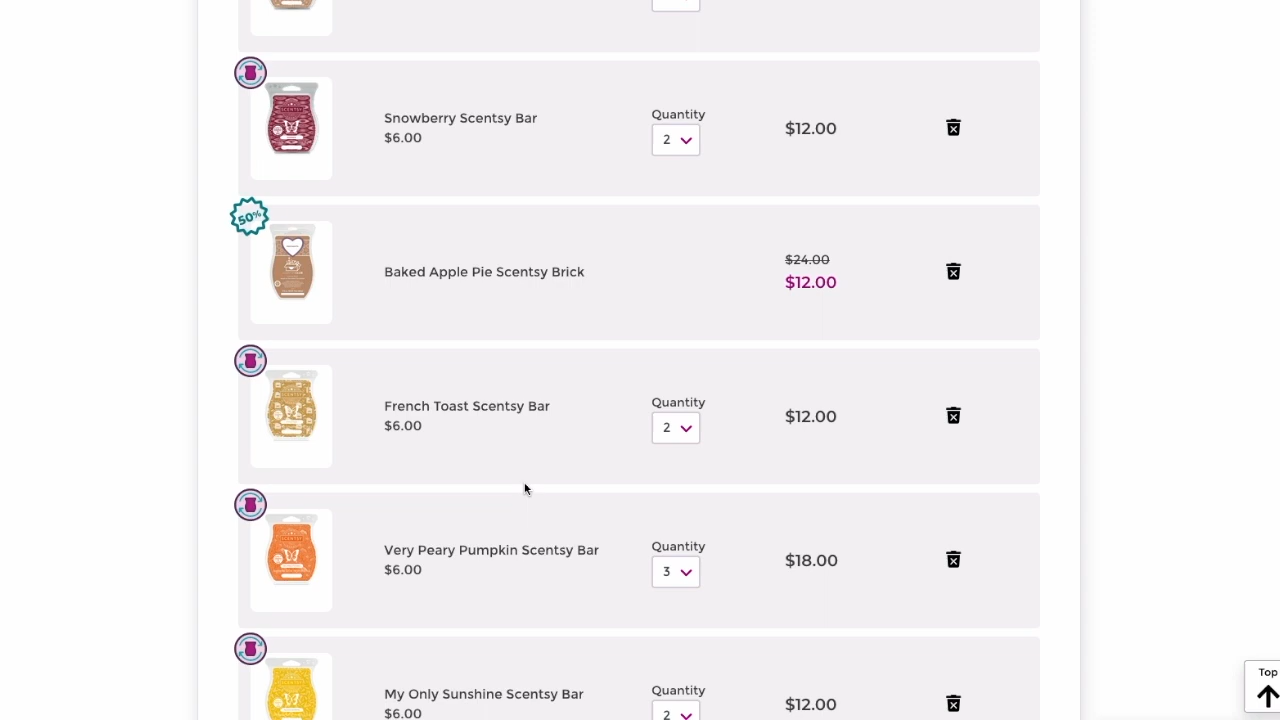 Snowberry Scentsy Bar
$6.00
Quantity
2
$12.00
50%
Baked Apple Pie Scentsy Brick
$24.00
$12.00
French Toast Scentsy Bar
$6.00
Quantity
2
$12.00
Very Peary Pumpkin Scentsy Bar
$6.00
Quantity
3
$18.00
My Only Sunshine Scentsy Bar
$6.00
Quantity
2
$12.00
Top